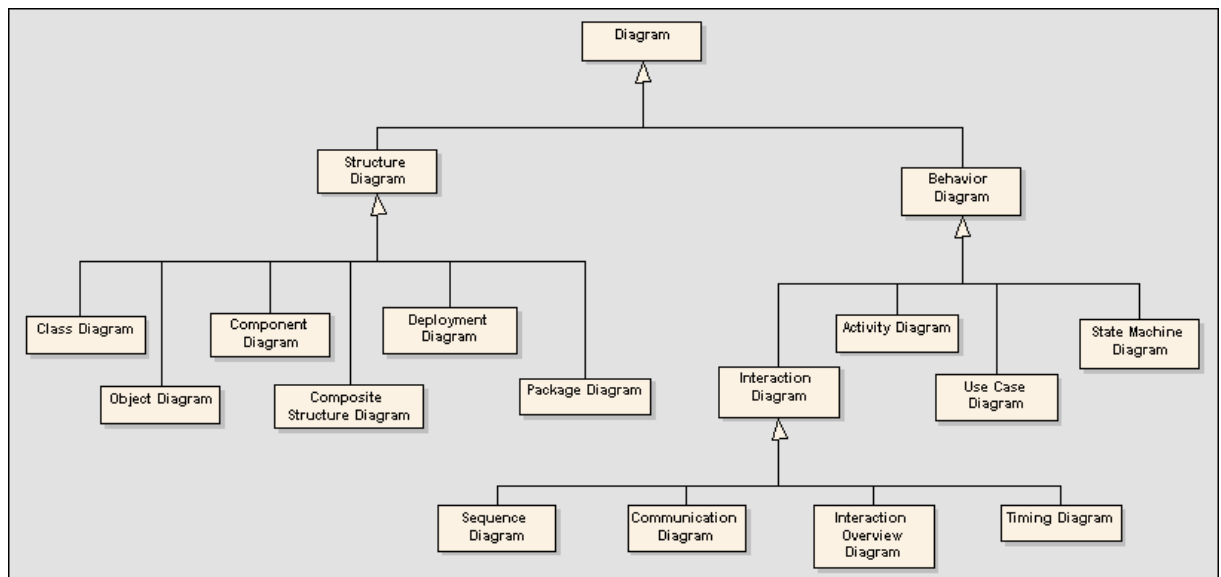 Diagram
Structure
Diagram
Behavior
Diagram
Class Diagram
Object Diagram
Component
Diagram
Composite
Structure Diagram
Deployment
Diagram
Package Diagram
Interaction
Diagram
Activity Diagram
Use Case
Diagram
State Machine
Diagram
Sequence
Diagram
Communication
Diagram
Interaction
Overview
Diagram
Timing Diagram